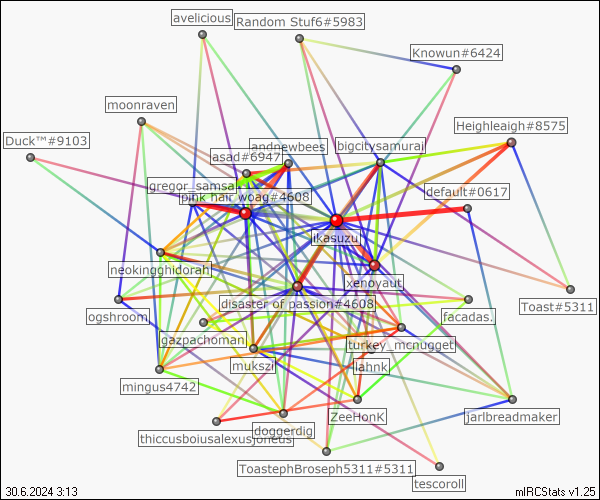 avelicious
Random Stuf6#5983
Knowun#6424
moonraven
Heighleaigh#8575
Duck™#9103
andnewbees
bigcitysamurai
asad#6947
gregor_samsa
default#0617
pink hair woag#4608
ikasuzu
neokingghidorah
xenoyaut
disaster of passion#4608
Toast#5311
ogshroom
facadas.
gazpachoman
turkey_mcnugget
mukszi
lahnk
mingus4742
ZeeHonK
jarlbreadmaker
doggerdig
thiccusboiusalexusjoneus
ToastephBroseph5311#5311
tescoroll
30.6.2024 3:13
mIRCStats v1.25